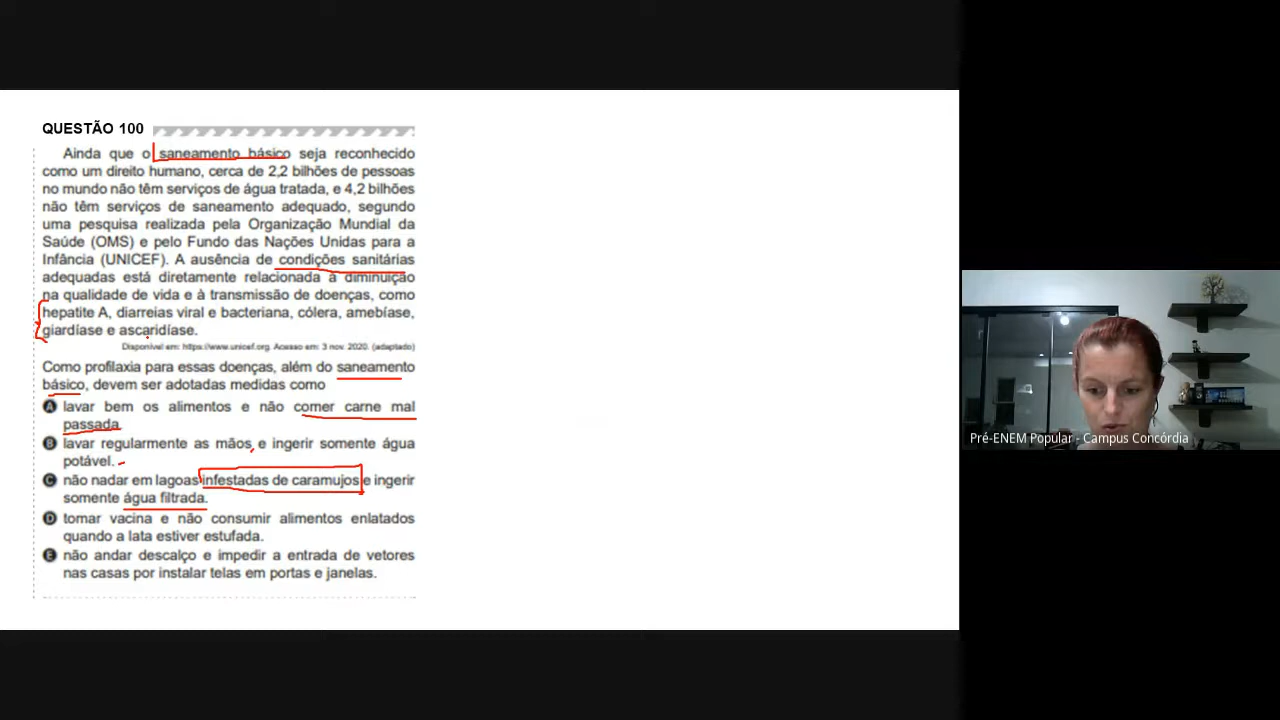 QUESTÃO 100
Ainda que o saneamento básico seja reconhecido
como um direito humano, cerca de 2,2 bilhões de pessoas
no mundo não têm serviços de água tratada, e 4,2 bilhões
não têm serviços de saneamento adequado, segundo
uma pesquisa realizada pela Organização Mundial da
Saúde (OMS) e pelo Fundo das Nações Unidas para a
Infância (UNICEF). A ausência de condições sanitárias
adequadas está diretamente relacionada à diminuição
na qualidade de vida e à transmissão de doenças, como
hepatite A, diarreias viral e bacteriana, cólera, amebíase,
giardíase e ascaridíase.
Disponível em: https://www.unicef.org. Acesso em: 3 nov. 2020. (adaptado)
Como profilaxia para essas doenças, além do saneamento
básico, devem ser adotadas medidas como
A lavar bem os alimentos e não comer carne mal
passada.
B lavar regularmente as mãos e ingerir somente água
potável.
C não nadar em lagoas infestadas de caramujos e ingerir
somente água filtrada.
D tomar vacina e não consumir alimentos enlatados
quando a lata estiver estufada.
E não andar descalço e impedir a entrada de vetores
nas casas por instalar telas em portas e janelas.
Pré-ENEM Popular - Campus Concórdia